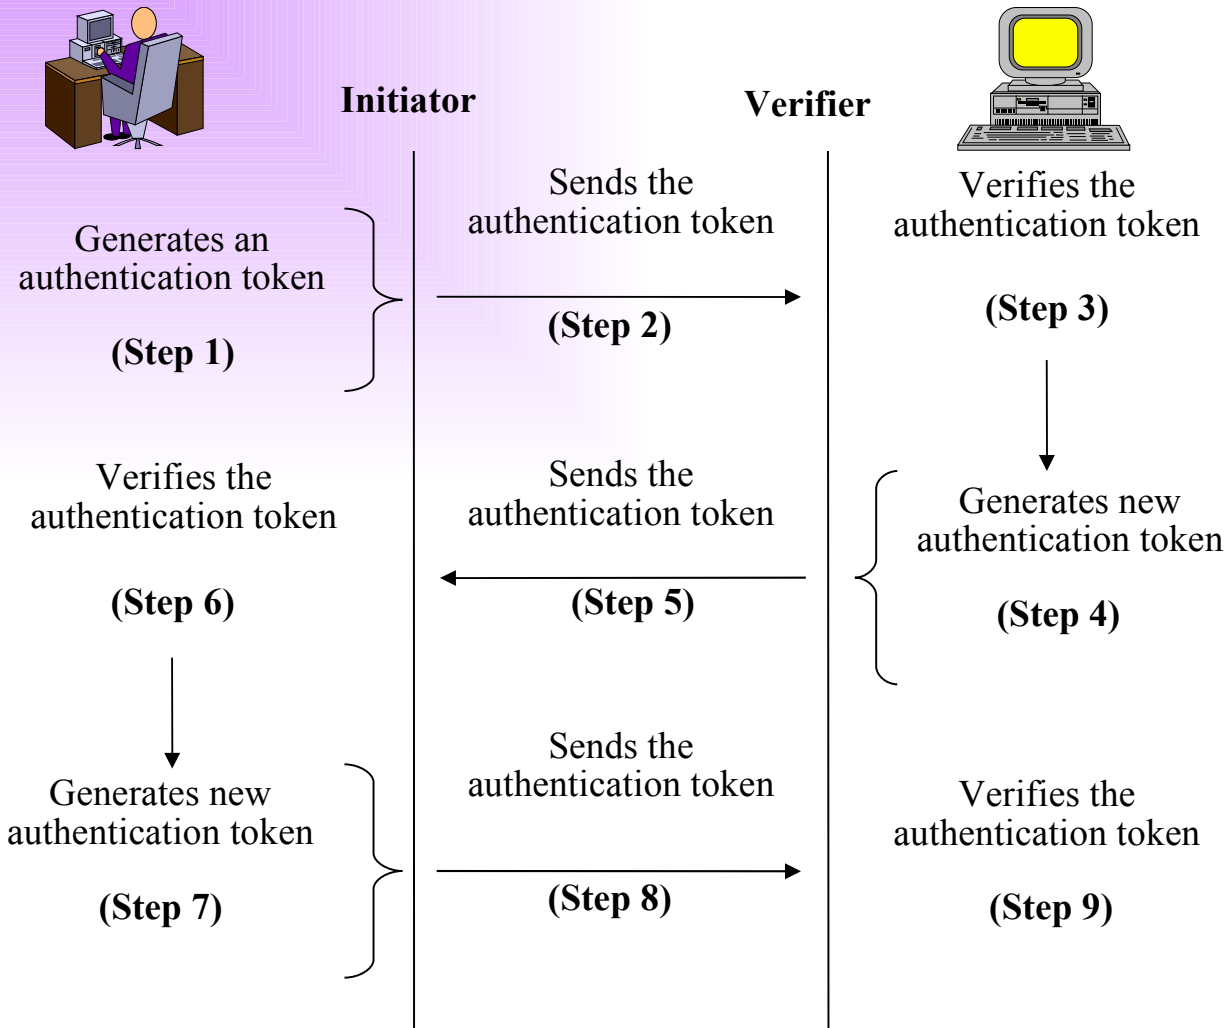 Initiator
Verifier
Generates an
authentication token
(Step 1)
Sends the
authentication token
(Step 2)
Verifies the
authentication token
(Step 3)
Generates new
authentication token
(Step 4)
Sends the
authentication token
(Step 5)
Verifies the
authentication token
(Step 6)
Generates new
authentication token
(Step 7)
Sends the
authentication token
(Step 8)
Verifies the
authentication token
(Step 9)